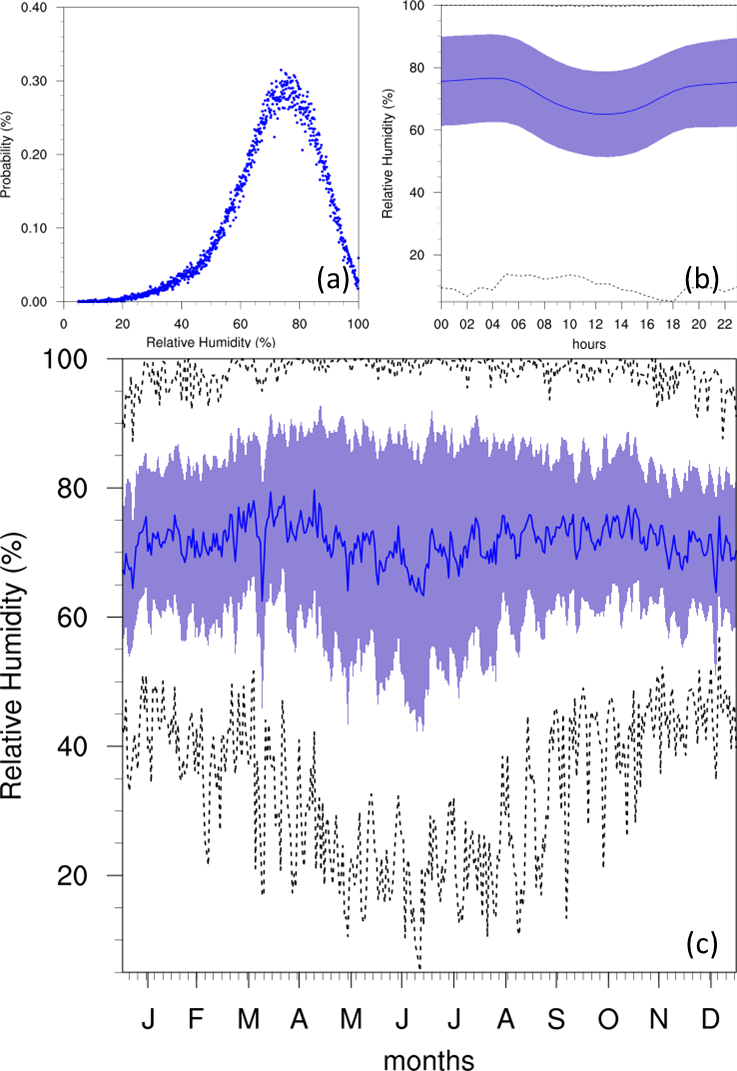 0.40
0.30
0.20
0.10
0.00
Probability (%)
0 20 40 60 80 100
Relative Humidity (%)
(a)
100
80
60
40
20
Relative Humidity (%)
00 02 04 06 08 10 12 14 16 18 20 22
hours
(b)
100
80
60
40
20
Relative Humidity (%)
(c)
J F M A M J J A S O N D
months